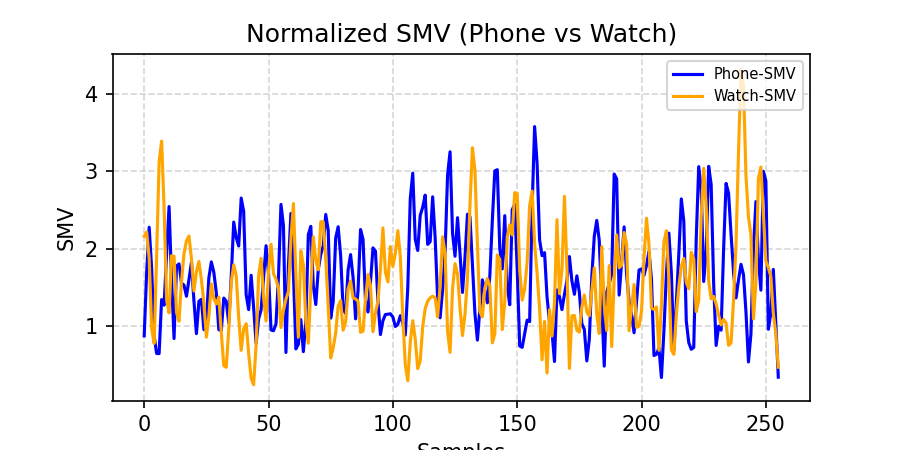 Normalized SMV (Phone vs Watch)
Phone-SMV
Watch-SMV
SMV
4
3
2
1
0 50 100 150 200 250
Samples